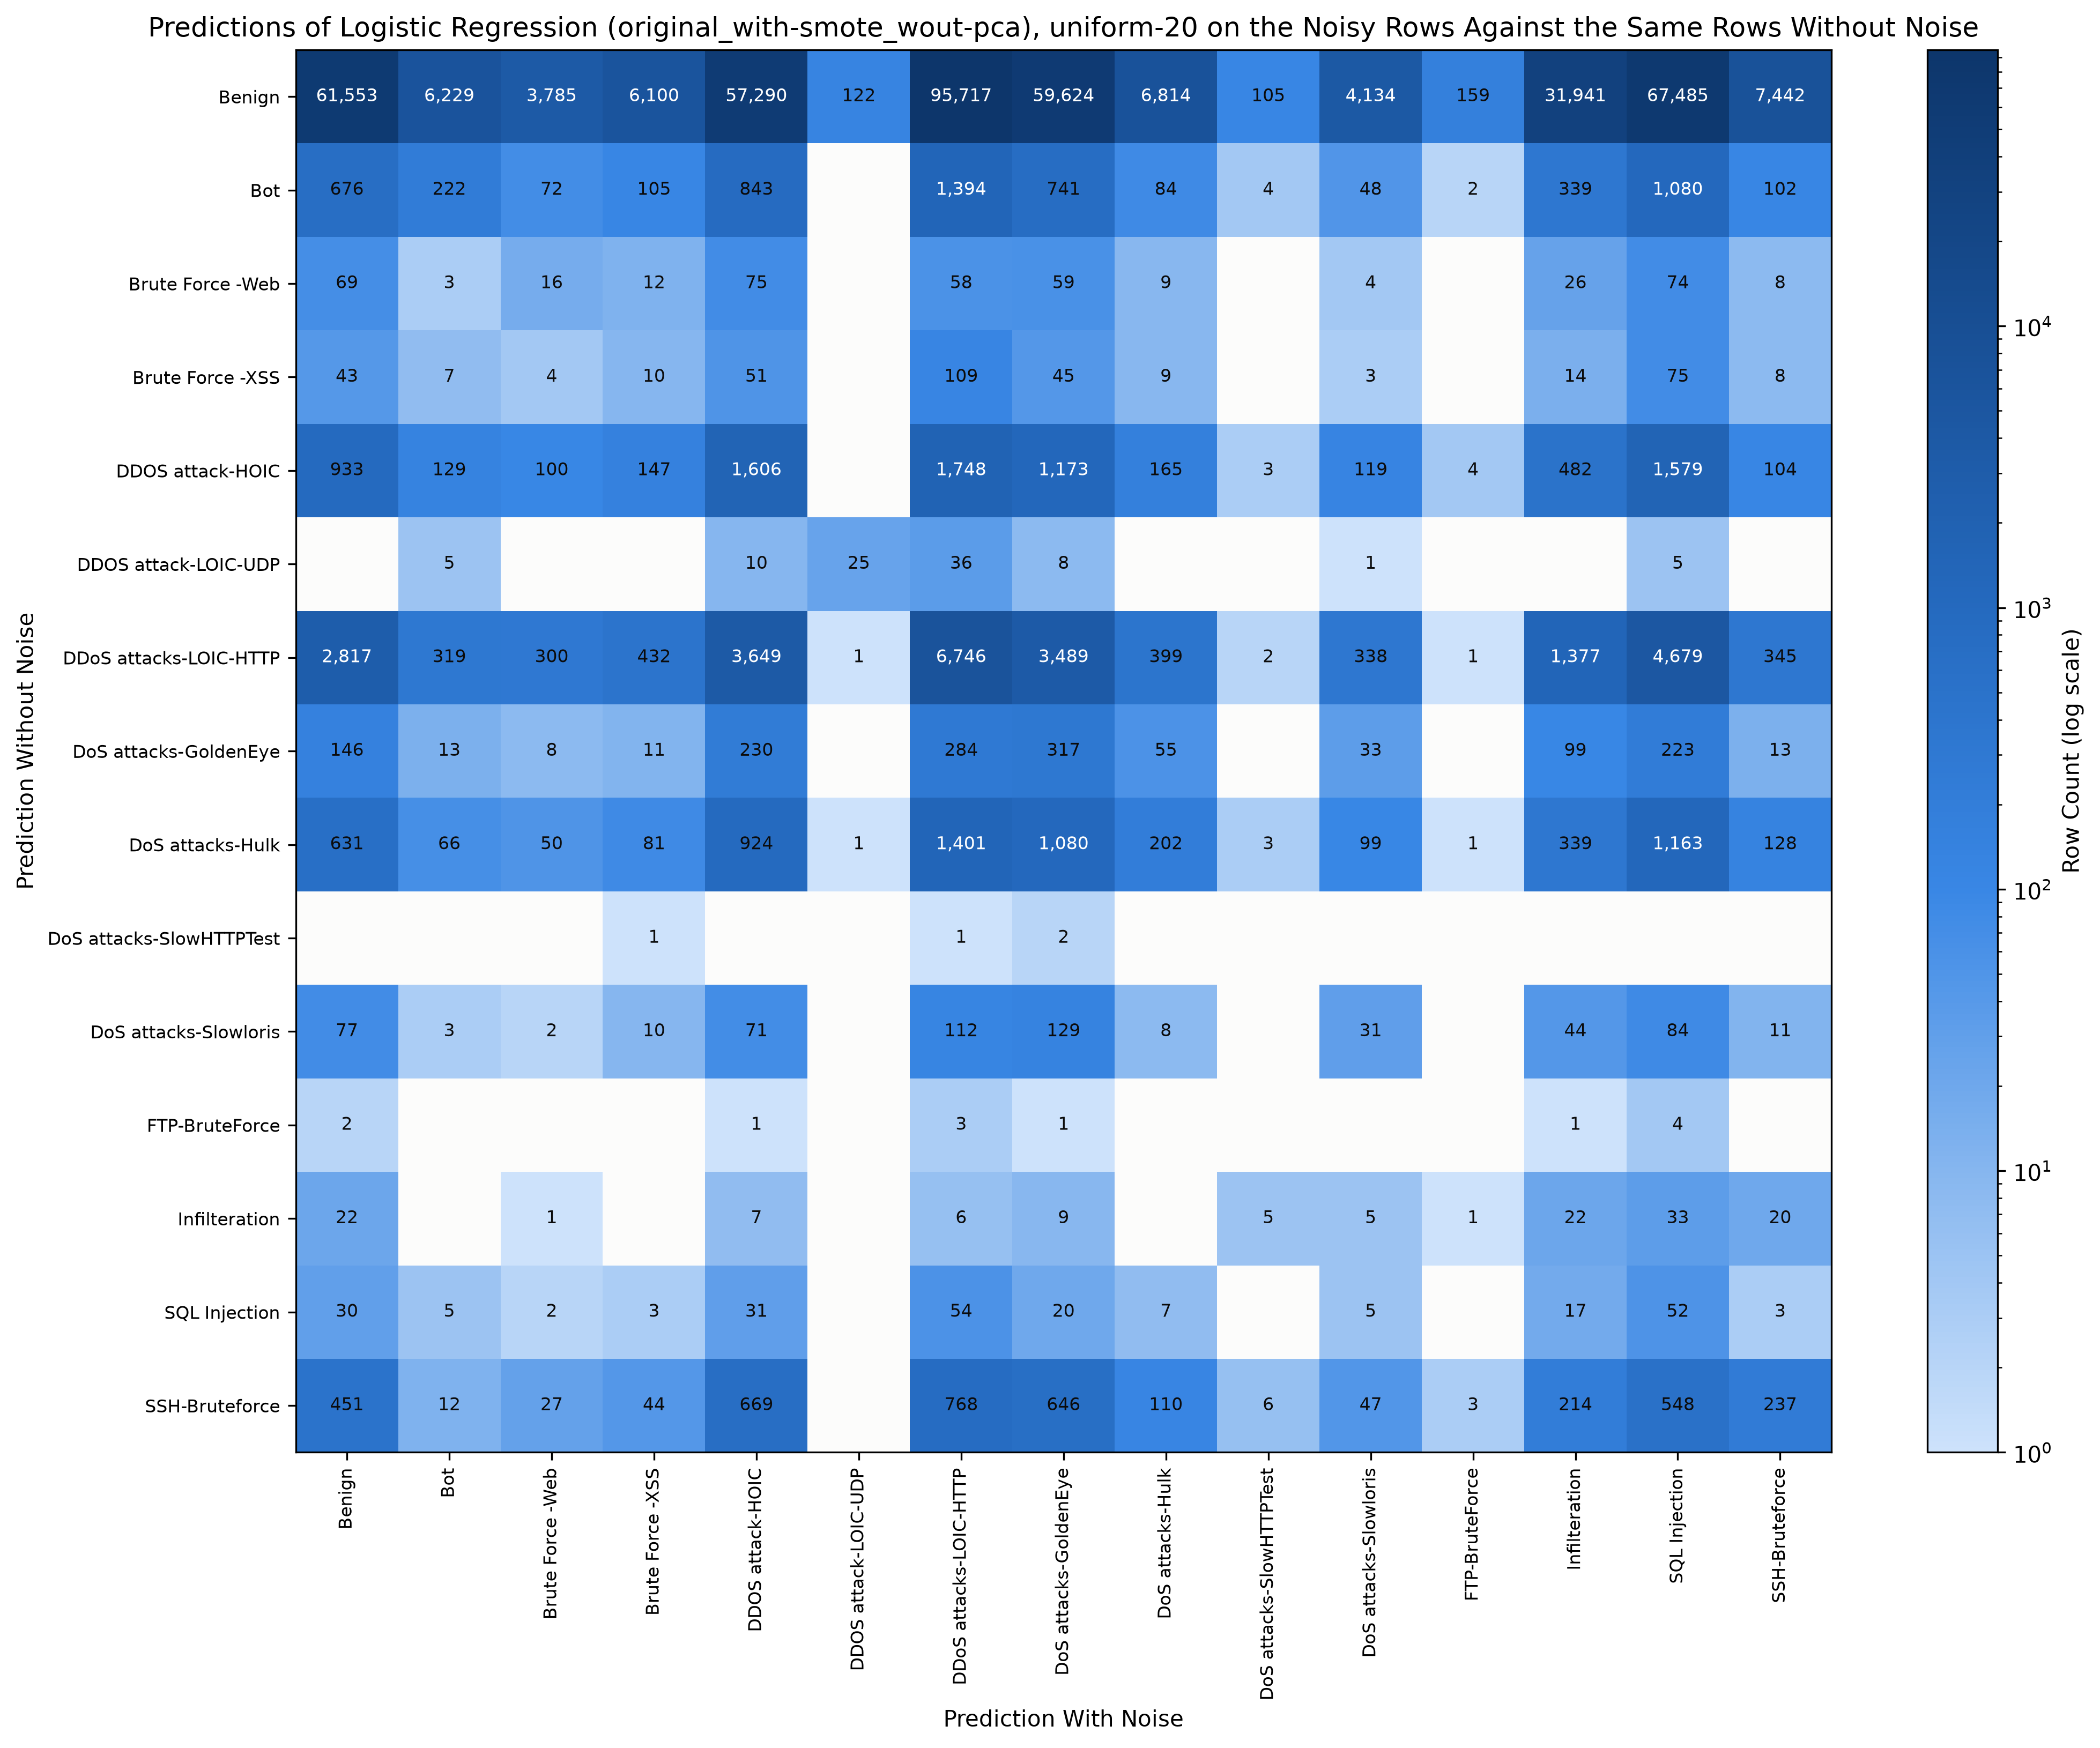 Predictions of Logistic Regression (original_with-smote_wout-pca), uniform-20 on the Noisy Rows Against the Same Rows Without Noise
Benign 61,553 6,229 3,785 6,100 57,290 122 95,717 59,624 6,814 105 4,134 159 31,941 67,485 7,442
Bot 676 222 72 105 843 1,394 741 84 4 48 2 339 1,080 102
Brute Force -Web 69 3 16 12 75 58 59 9 4 26 74 8
Brute Force -XSS 43 7 4 10 51 109 45 9 3 14 75 8
DDOS attack-HOIC 933 129 100 147 1,606 1,748 1,173 165 3 119 4 482 1,579 104
DDOS attack-LOIC-UDP 5 10 25 36 8 1 5
DDoS attacks-LOIC-HTTP 2,817 319 300 432 3,649 1 6,746 3,489 399 2 338 1 1,377 4,679 345
DoS attacks-GoldenEye 146 13 8 11 230 284 317 55 33 99 223 13
DoS attacks-Hulk 631 66 50 81 924 1 1,401 1,080 202 3 99 1 339 1,163 128
DoS attacks-SlowHTTPTest 1 1 2
DoS attacks-Slowloris 77 3 2 10 71 112 129 8 31 44 84 11
FTP-BruteForce 2 1 3 1 1 4
Infilteration 22 1 7 6 9 5 5 1 22 33 20
SQL Injection 30 5 2 3 31 54 20 7 5 17 52 3
SSH-Bruteforce 451 12 27 44 669 768 646 110 6 47 3 214 548 237
Benign
Bot
Brute Force -Web
Brute Force -XSS
DDOS attack-HOIC
DDOS attack-LOIC-UDP
DDoS attacks-LOIC-HTTP
DoS attacks-GoldenEye
DoS attacks-Hulk
DoS attacks-SlowHTTPTest
DoS attacks-Slowloris
FTP-BruteForce
Infilteration
SQL Injection
SSH-Bruteforce
Prediction With Noise
Prediction Without Noise
10⁴
10³
10²
10¹
10⁰
Row Count (log scale)